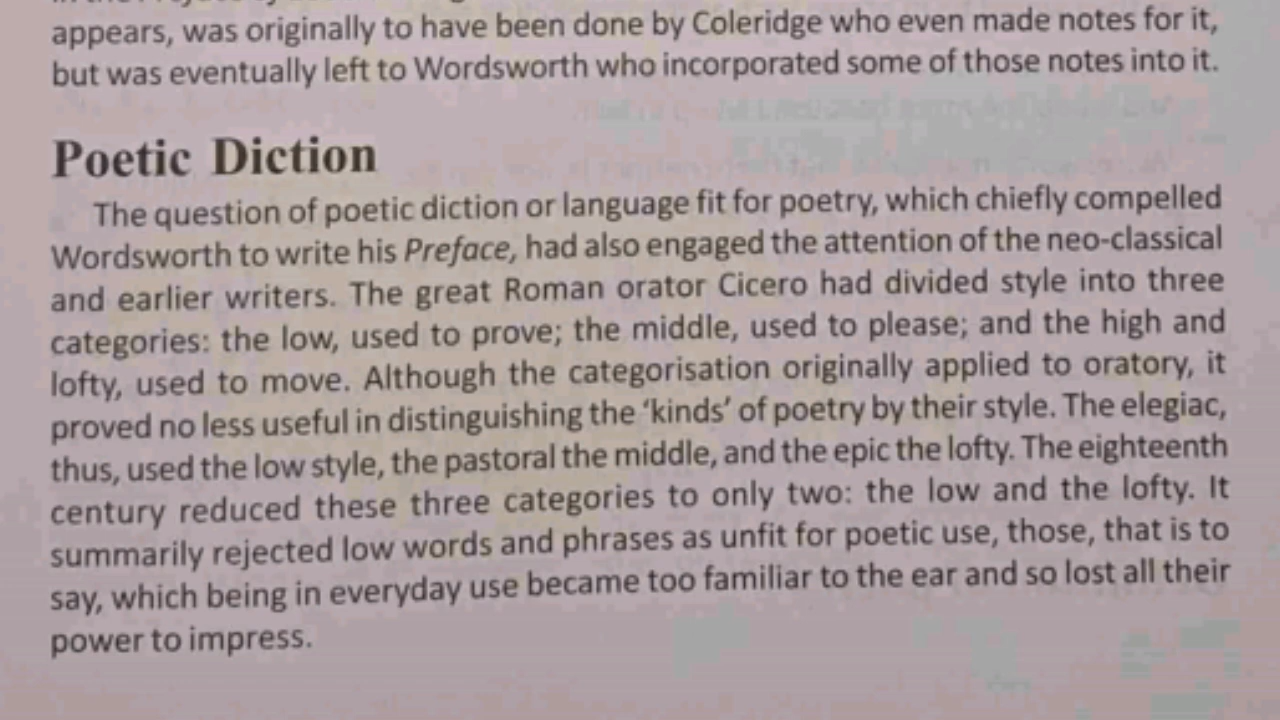 appears, was originally to have been done by Coleridge who even made notes for it,
but was eventually left to Wordsworth who incorporated some of those notes into it.
Poetic Diction
The question of poetic diction or language fit for poetry, which chiefly compelled
Wordsworth to write his Preface, had also engaged the attention of the neo-classical
and earlier writers. The great Roman orator Cicero had divided style into three
categories: the low, used to prove; the middle, used to please; and the high and
lofty, used to move. Although the categorisation originally applied to oratory, it
proved no less useful in distinguishing the ‘kinds’ of poetry by their style. The elegiac,
thus, used the low style, the pastoral the middle, and the epic the lofty. The eighteenth
century reduced these three categories to only two: the low and the lofty. It
summarily rejected low words and phrases as unfit for poetic use, those, that is to
say, which being in everyday use became too familiar to the ear and so lost all their
power to impress.